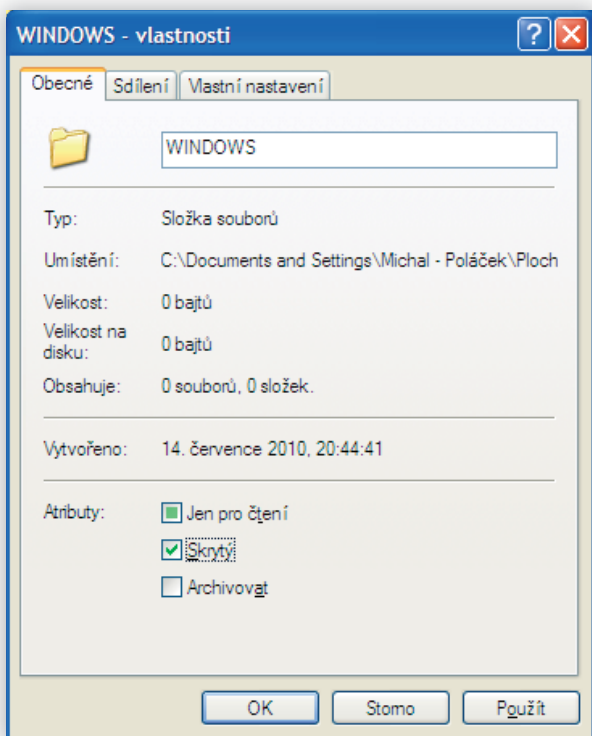 WINDOWS - vlastnosti
Obecné Sdílení Vlastní nastavení
WINDOWS
Typ: Složka souborů
Umístění: C:\Documents and Settings\Michal - Poláček\Ploch
Velikost: 0 bajtů
Velikost na
disku: 0 bajtů
Obsahuje: 0 souborů, 0 složek.
Vytvořeno: 14. července 2010, 20:44:41
Atributy: Jen pro čtení
Skrytý
Archivovat
OK Stomo Použít